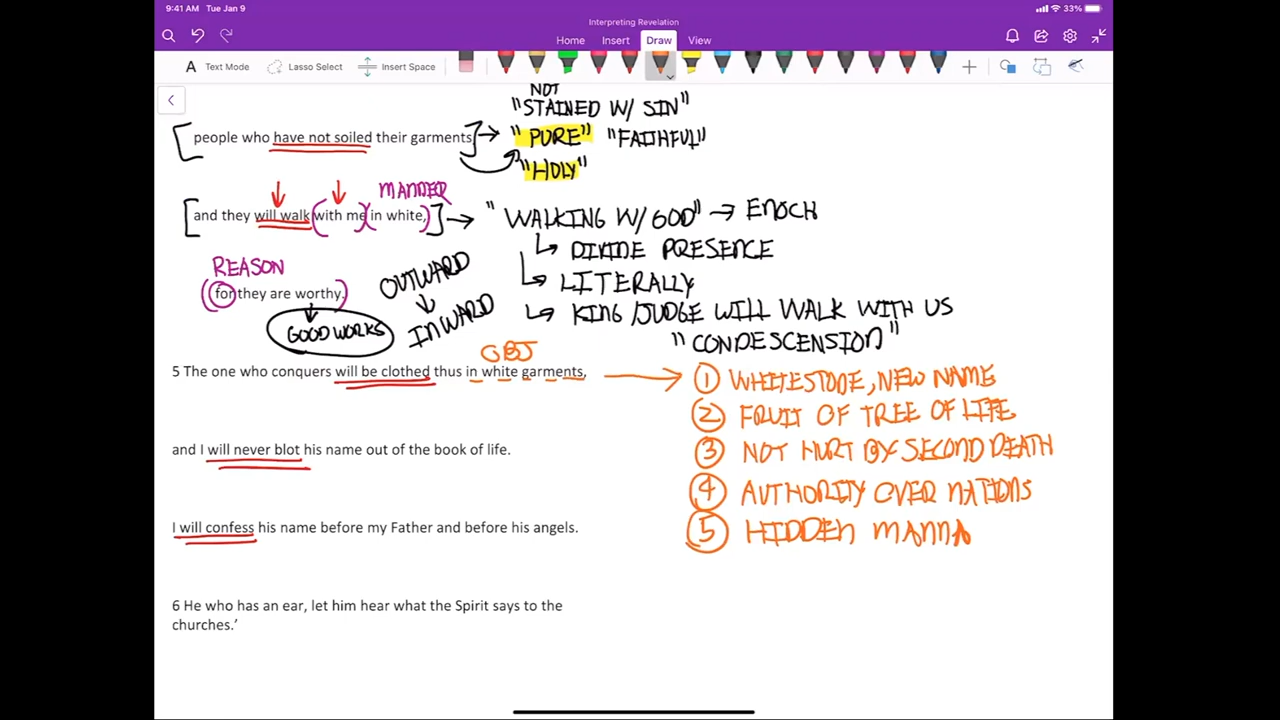 9:41 AM Tue Jan 9
33%
Interpreting Revelation
Home Insert Draw View
Text Mode Lasso Select Insert Space
NOT
"STAINED W/ SIN"
people who have not soiled their garments,
"PURE" "FAITHFUL"
"HOLY"
MANNER
and they will walk (with me) (in white,)
"WALKING W/ GOD" → ENOCH
DIVINE PRESENCE
REASON
OUTWARD
LITERALLY
(for they are worthy.)
INWARD
KING/JUDGE WILL WALK WITH US
GOOD WORKS
"CONDESCENSION"
OBJ
5 The one who conquers will be clothed thus in white garments,
① WHITESTONE, NEW NAME
② FRUIT OF TREE OF LIFE
and I will never blot his name out of the book of life.
③ NOT HURT BY SECOND DEATH
④ AUTHORITY OVER NATIONS
I will confess his name before my Father and before his angels.
⑤ HIDDEN MANNA
6 He who has an ear, let him hear what the Spirit says to the
churches.’